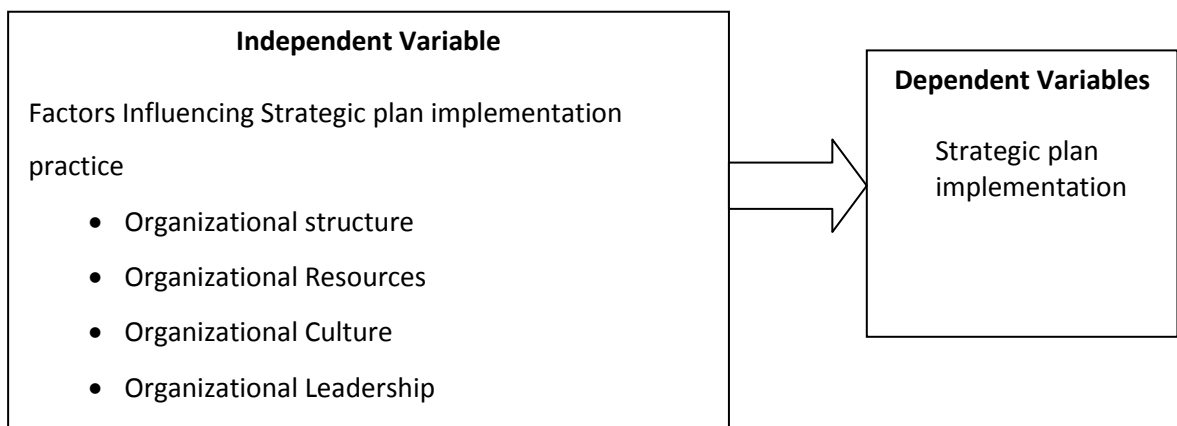 Independent Variable
Factors Influencing Strategic plan implementation
practice
• Organizational structure
• Organizational Resources
• Organizational Culture
• Organizational Leadership
Dependent Variables
Strategic plan
implementation